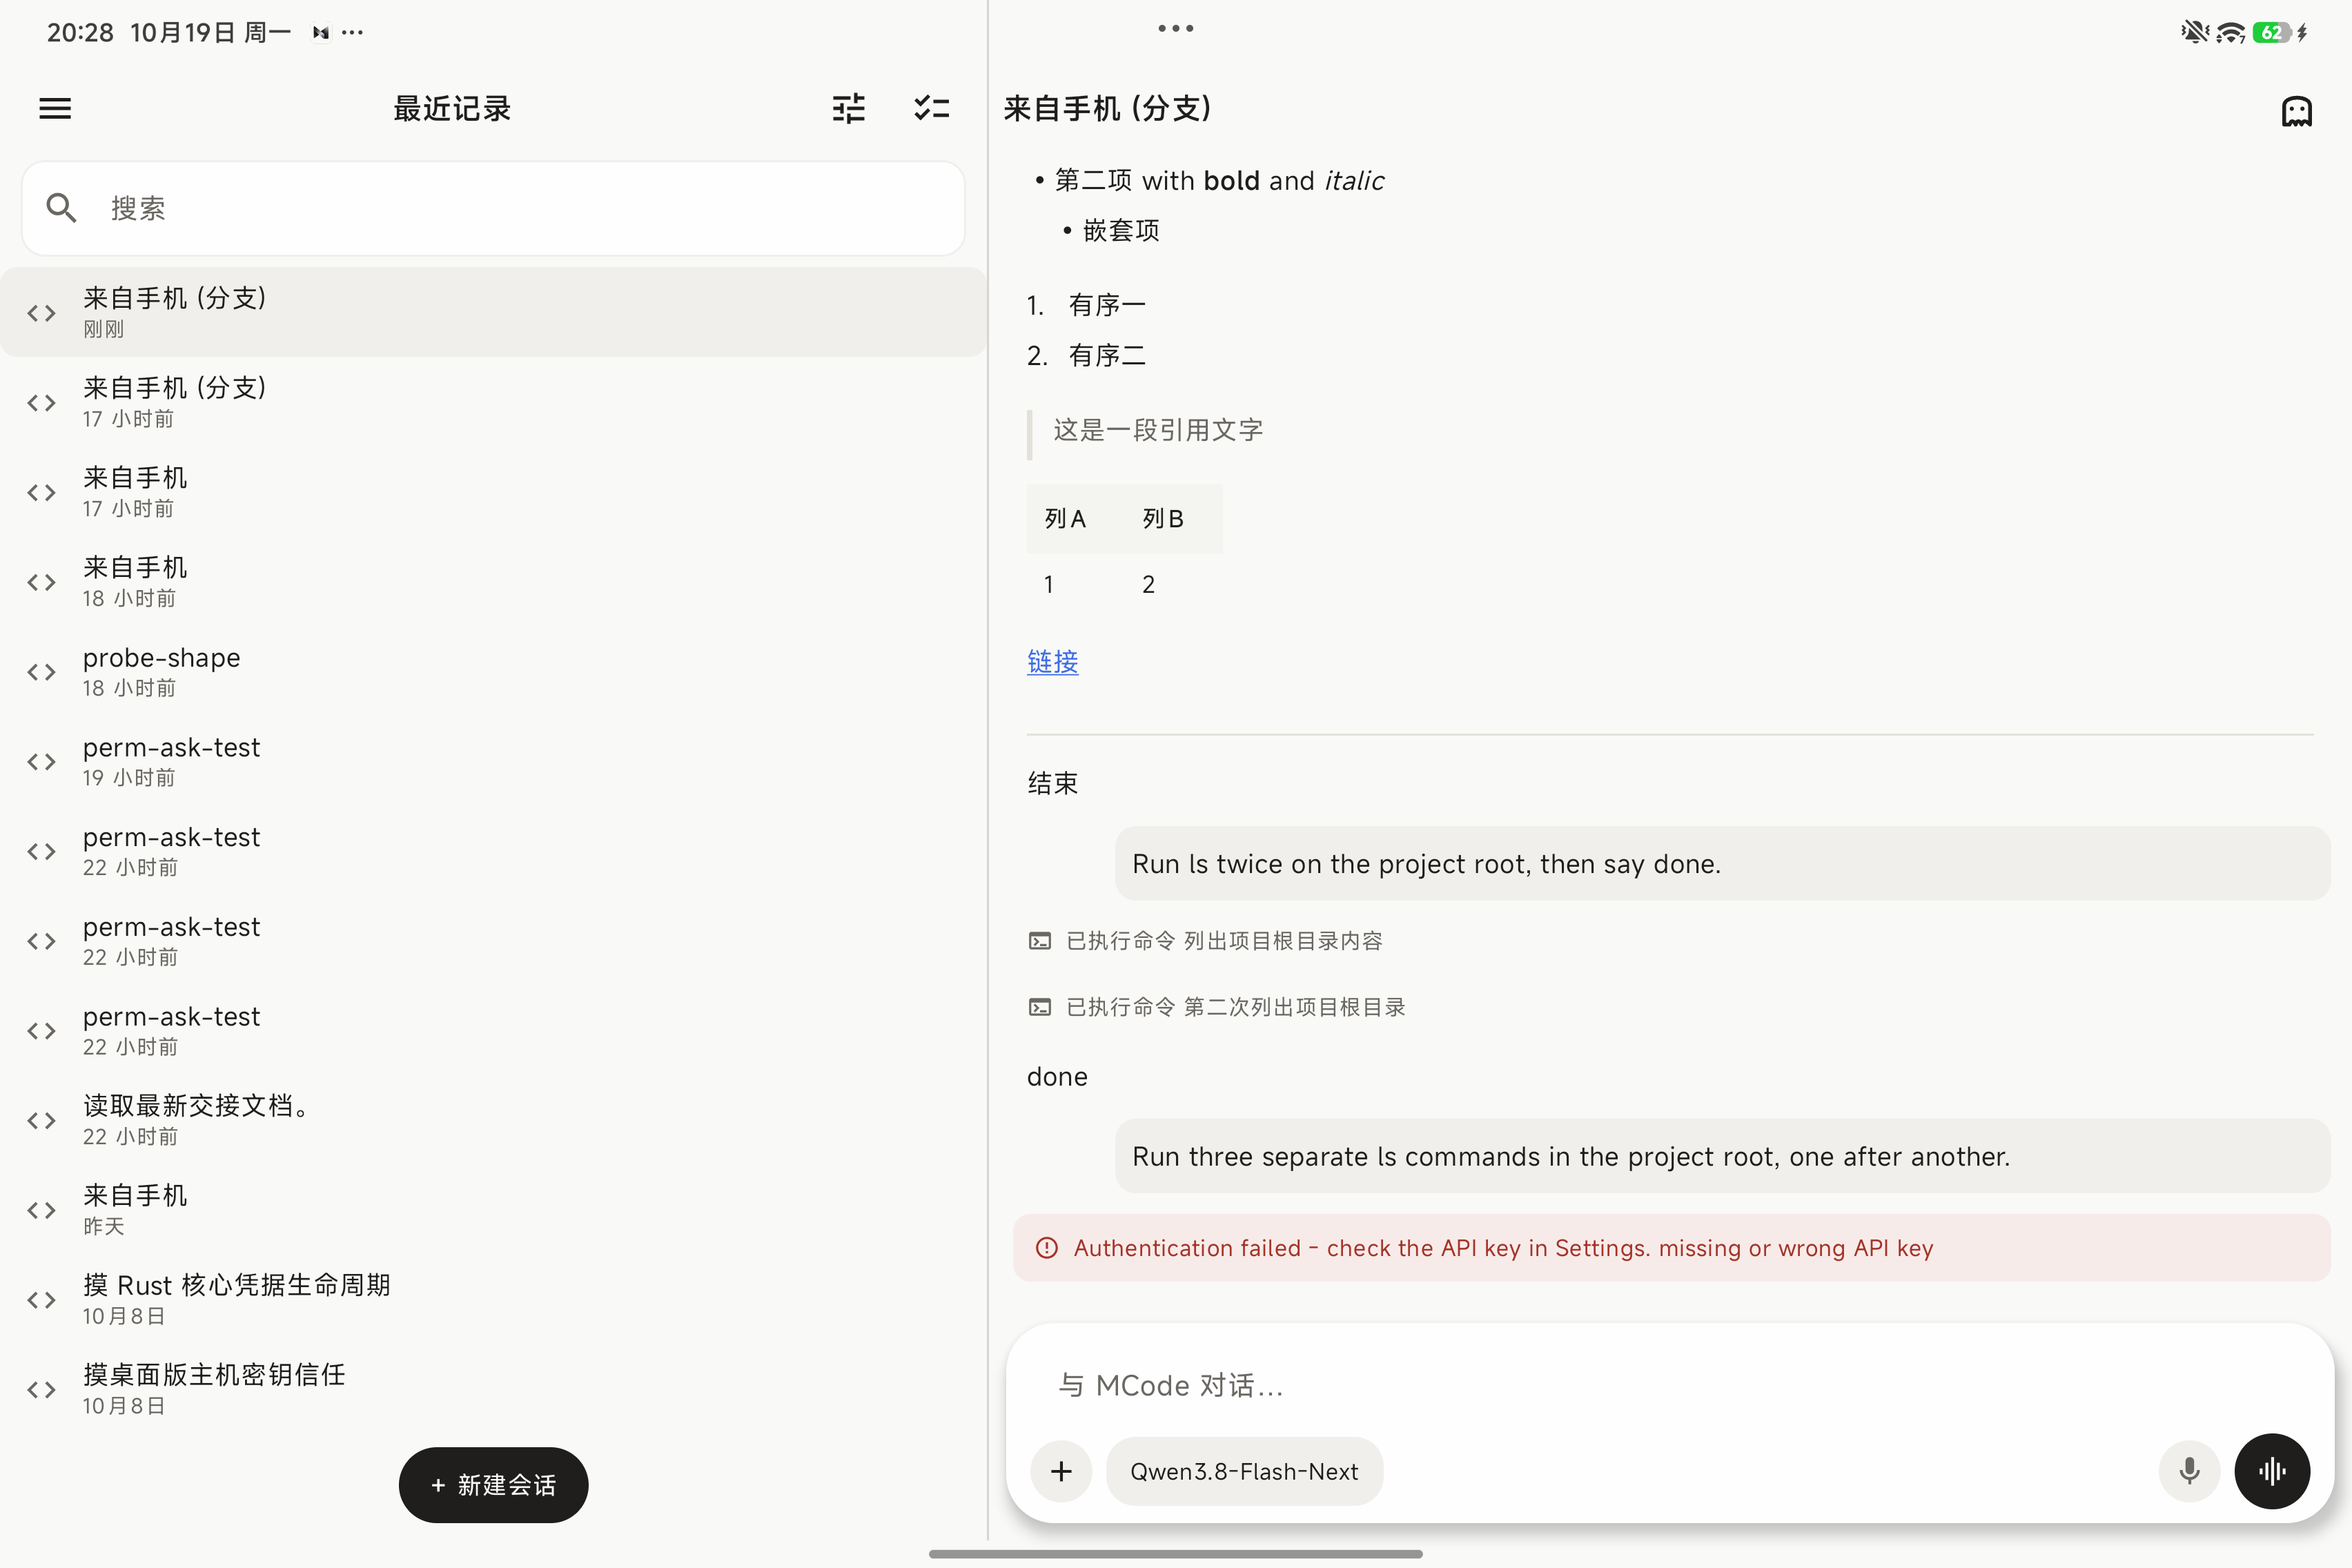 20:28 10月19日 周一
62
最近记录
搜索
来自手机 (分支)
刚刚
来自手机 (分支)
17 小时前
来自手机
17 小时前
来自手机
18 小时前
probe-shape
18 小时前
perm-ask-test
19 小时前
perm-ask-test
22 小时前
perm-ask-test
22 小时前
perm-ask-test
22 小时前
读取最新交接文档。
22 小时前
来自手机
昨天
摸 Rust 核心凭据生命周期
10月8日
摸桌面版主机密钥信任
10月8日
+ 新建会话
来自手机 (分支)
• 第二项 with bold and italic
• 嵌套项
1. 有序一
2. 有序二
这是一段引用文字
列A 列B
1 2
链接
结束
Run ls twice on the project root, then say done.
已执行命令 列出项目根目录内容
已执行命令 第二次列出项目根目录
done
Run three separate ls commands in the project root, one after another.
Authentication failed - check the API key in Settings. missing or wrong API key
与 MCode 对话...
Qwen3.8-Flash-Next